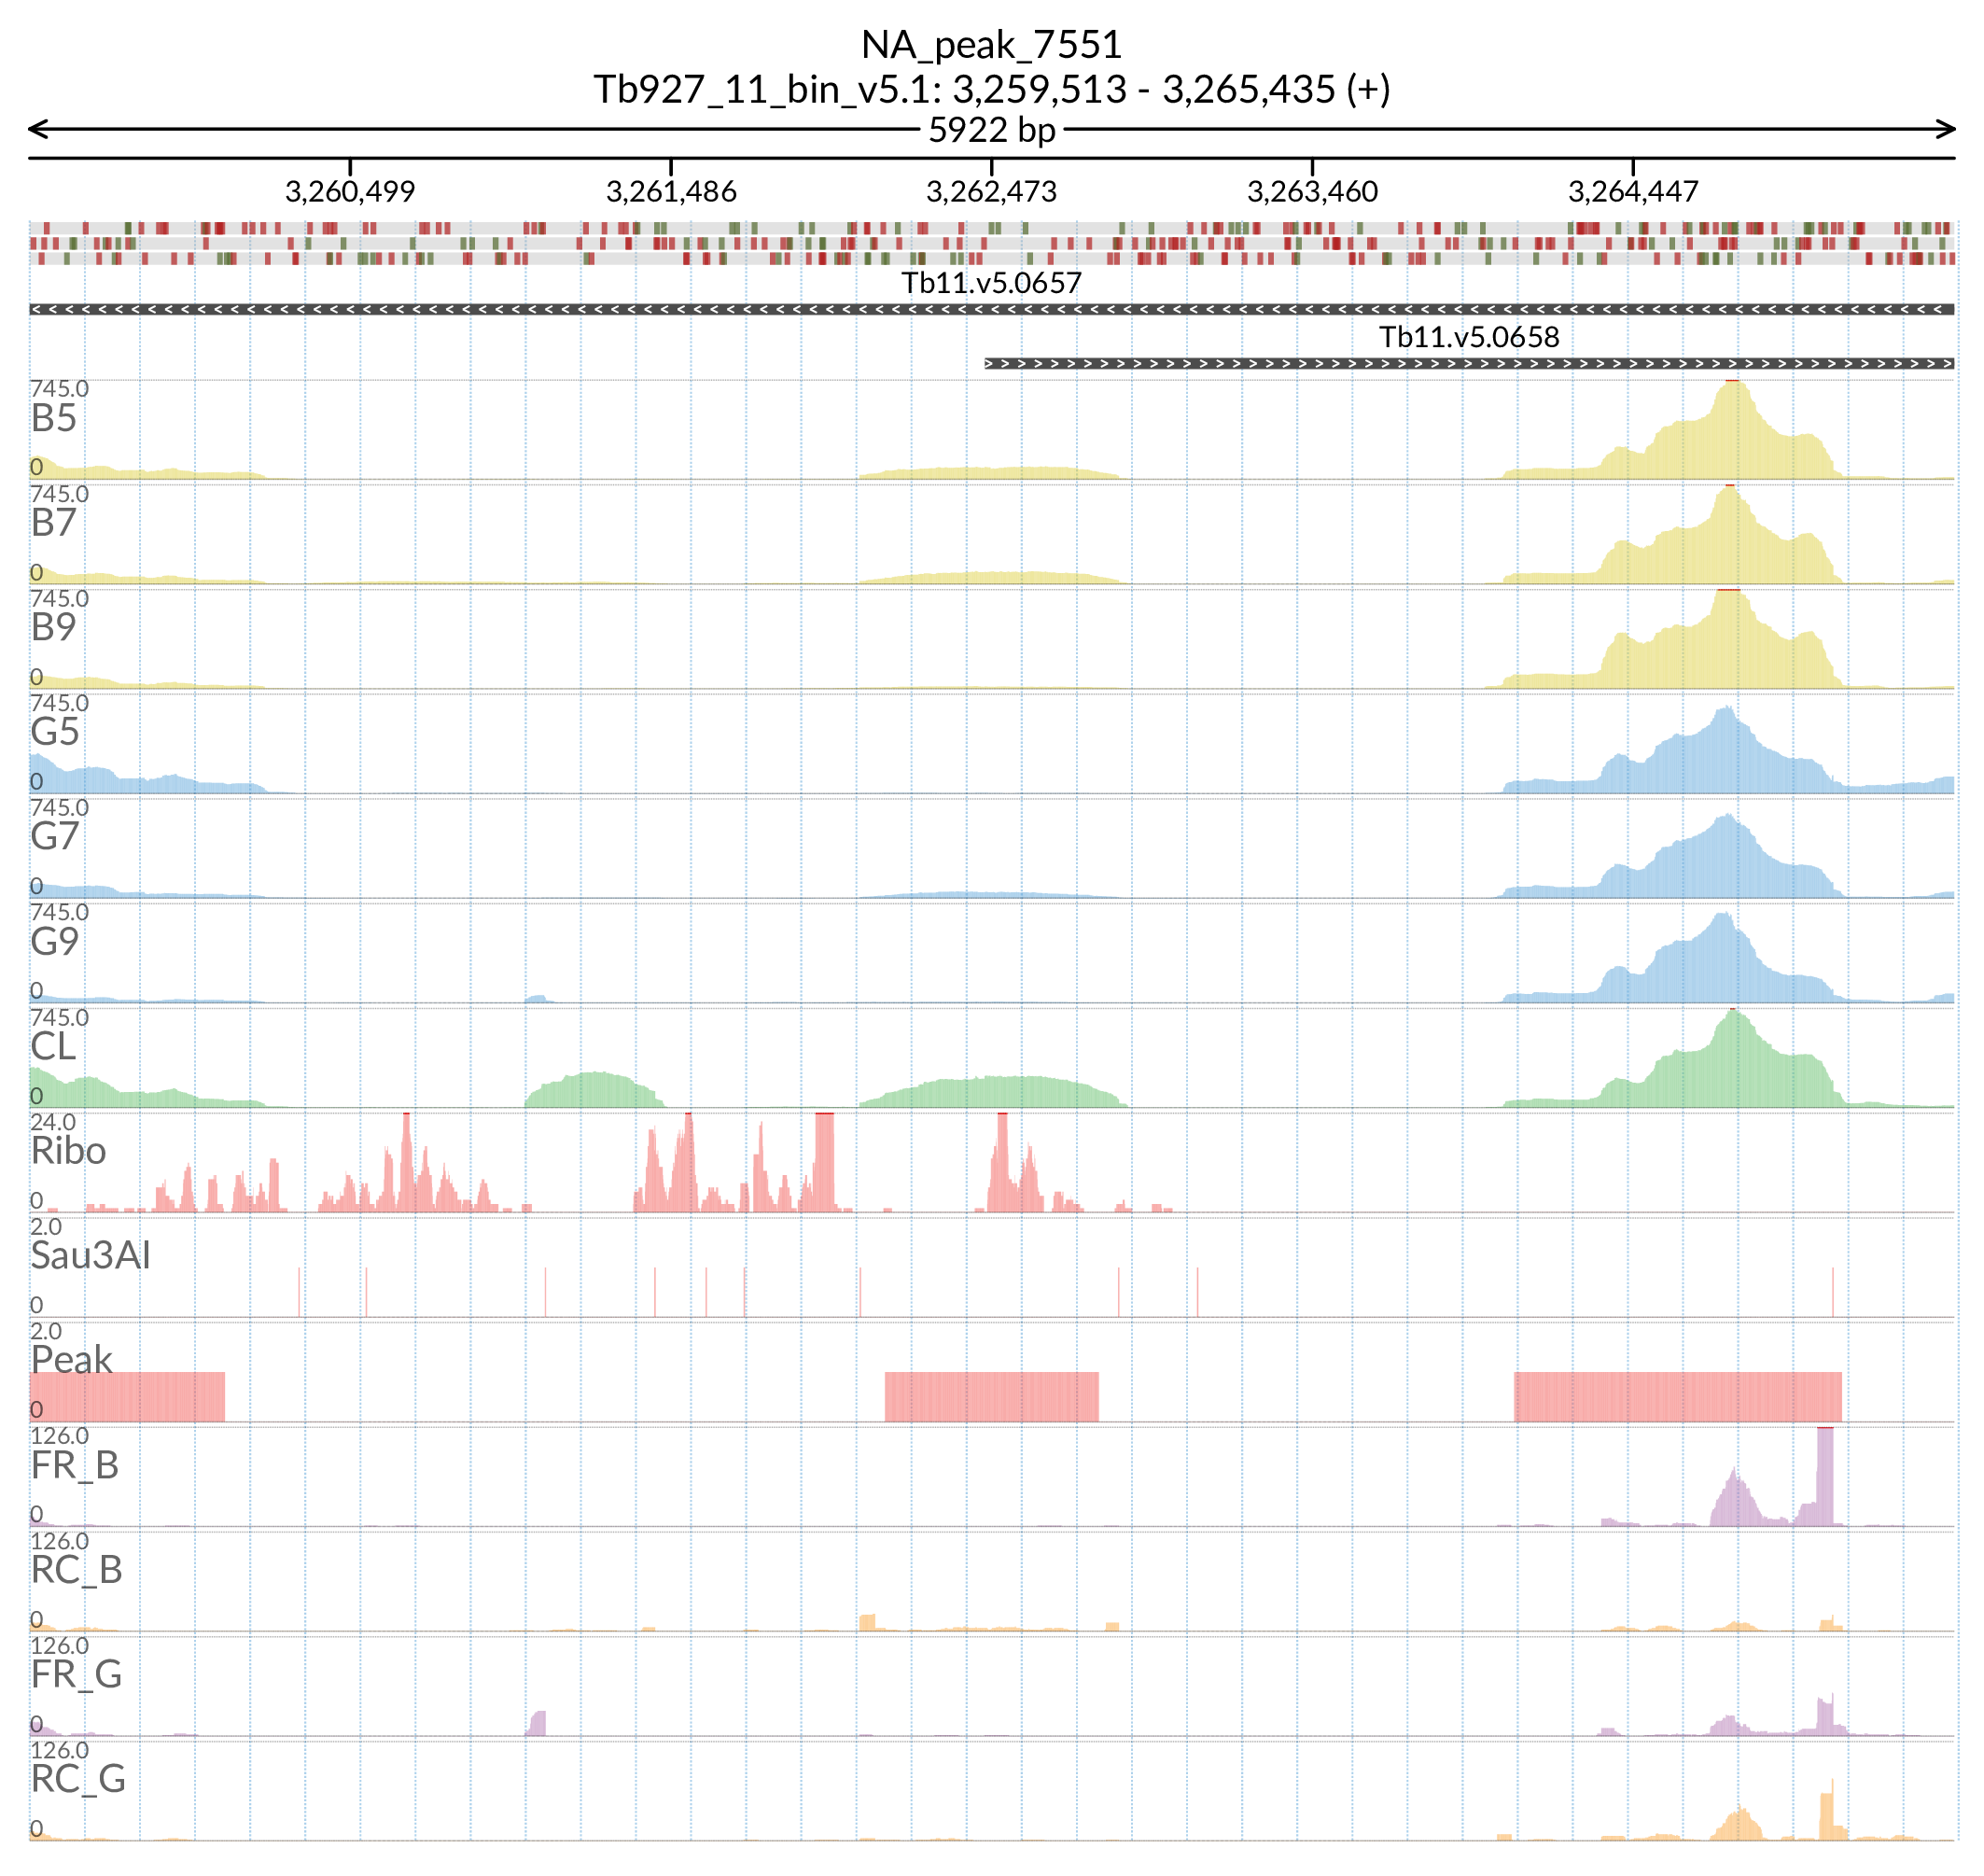 NA_peak_7551
Tb927_11_bin_v5.1: 3,259,513 - 3,265,435 (+)
5922 bp
3,260,499 3,261,486 3,262,473 3,263,460 3,264,447
Tb11.v5.0657
Tb11.v5.0658
745.0
B5
0
745.0
B7
0
745.0
B9
0
745.0
G5
0
745.0
G7
0
745.0
G9
0
745.0
CL
0
24.0
Ribo
0
2.0
Sau3AI
0
2.0
Peak
0
126.0
FR_B
0
126.0
RC_B
0
126.0
FR_G
0
126.0
RC_G
0